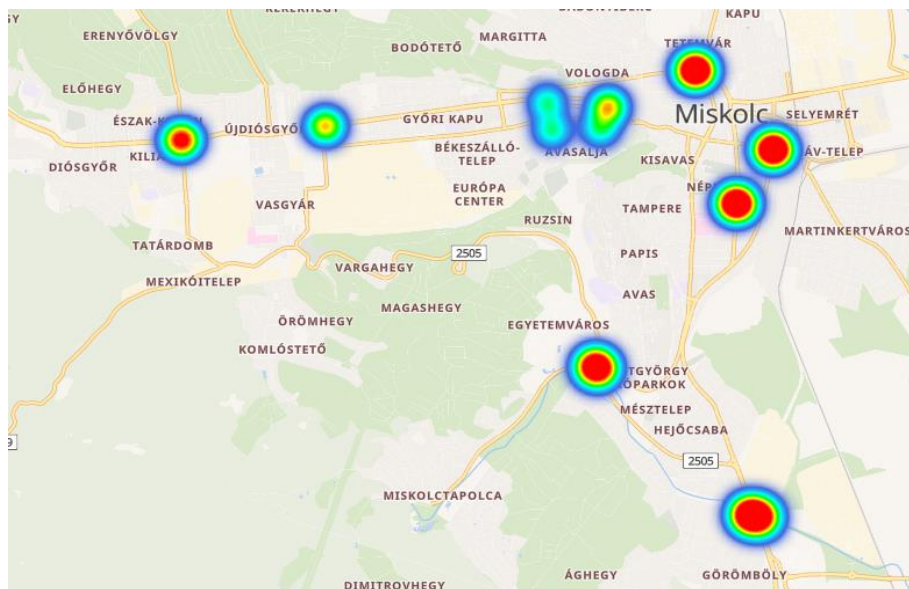 KAPU
ERENYŐVÖLGY
MARGITTA
BODÓTETŐ
TETEMVÁR
VOLOGDA
ELŐHEGY
Miskolc
SELYEMRÉT
ÚJDIÓSGYŐR
GYŐRI KAPU
BÉKESZÁLLÓ-
TELEP
AVASALJA
KISAVAS
DIÓSGYŐR
EURÓPA
CENTER
VASGYÁR
TAMPERE
RUZSIN
MARTINKERTVÁROS
TATÁRDOMB
2505
PAPIS
VARGAHEGY
MEXIKÓITELEP
AVAS
MAGASHEGY
ÖRÖMHEGY
EGYETEMVÁROS
KOMLÓSTETŐ
MÉSZTELEP
HEJŐCSABA
2505
MISKOLCTAPOLCA
ÁGHEGY
GÖRÖMBÖLY
DIMITROVHEGY